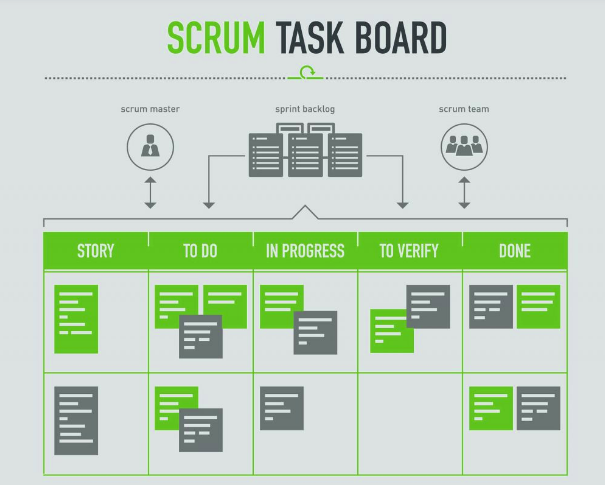 SCRUM TASK BOARD
scrum master
sprint backlog
scrum team
STORY
TO DO
IN PROGRESS
TO VERIFY
DONE